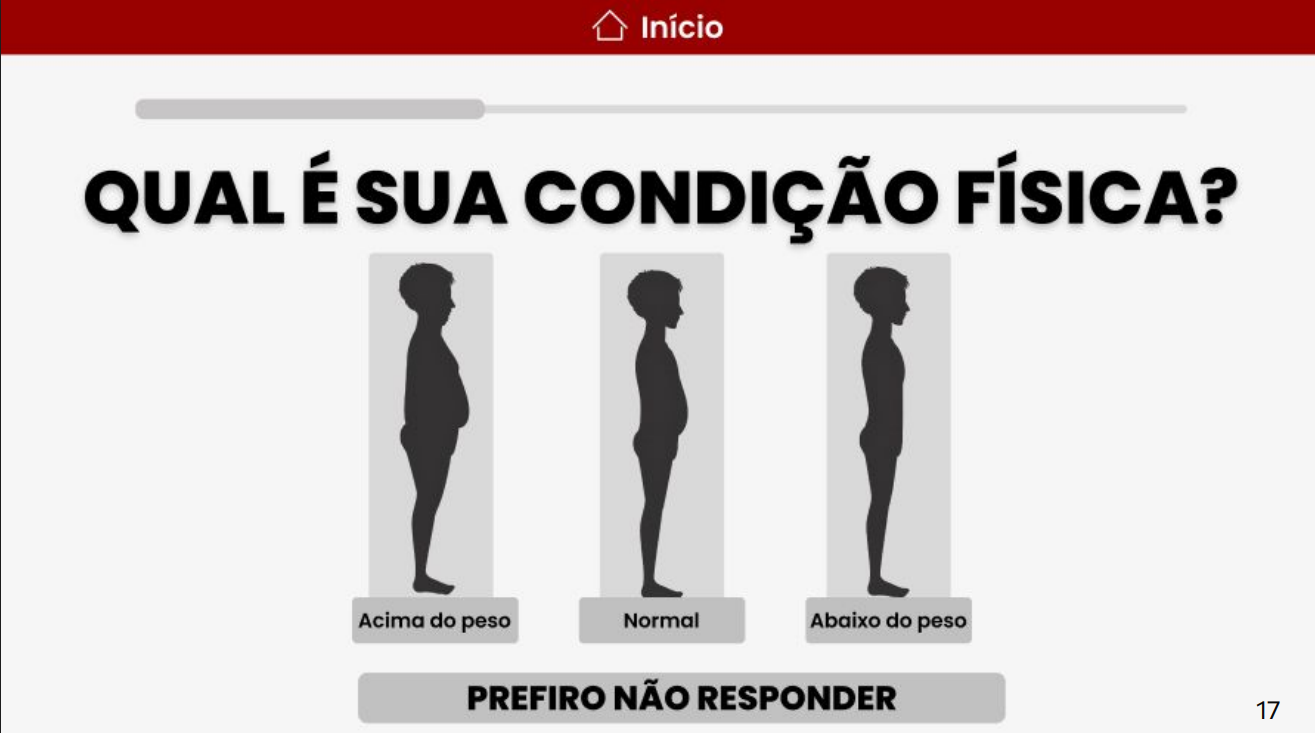 Início
QUAL É SUA CONDIÇÃO FÍSICA?
Acima do peso
Normal
Abaixo do peso
PREFIRO NÃO RESPONDER
17